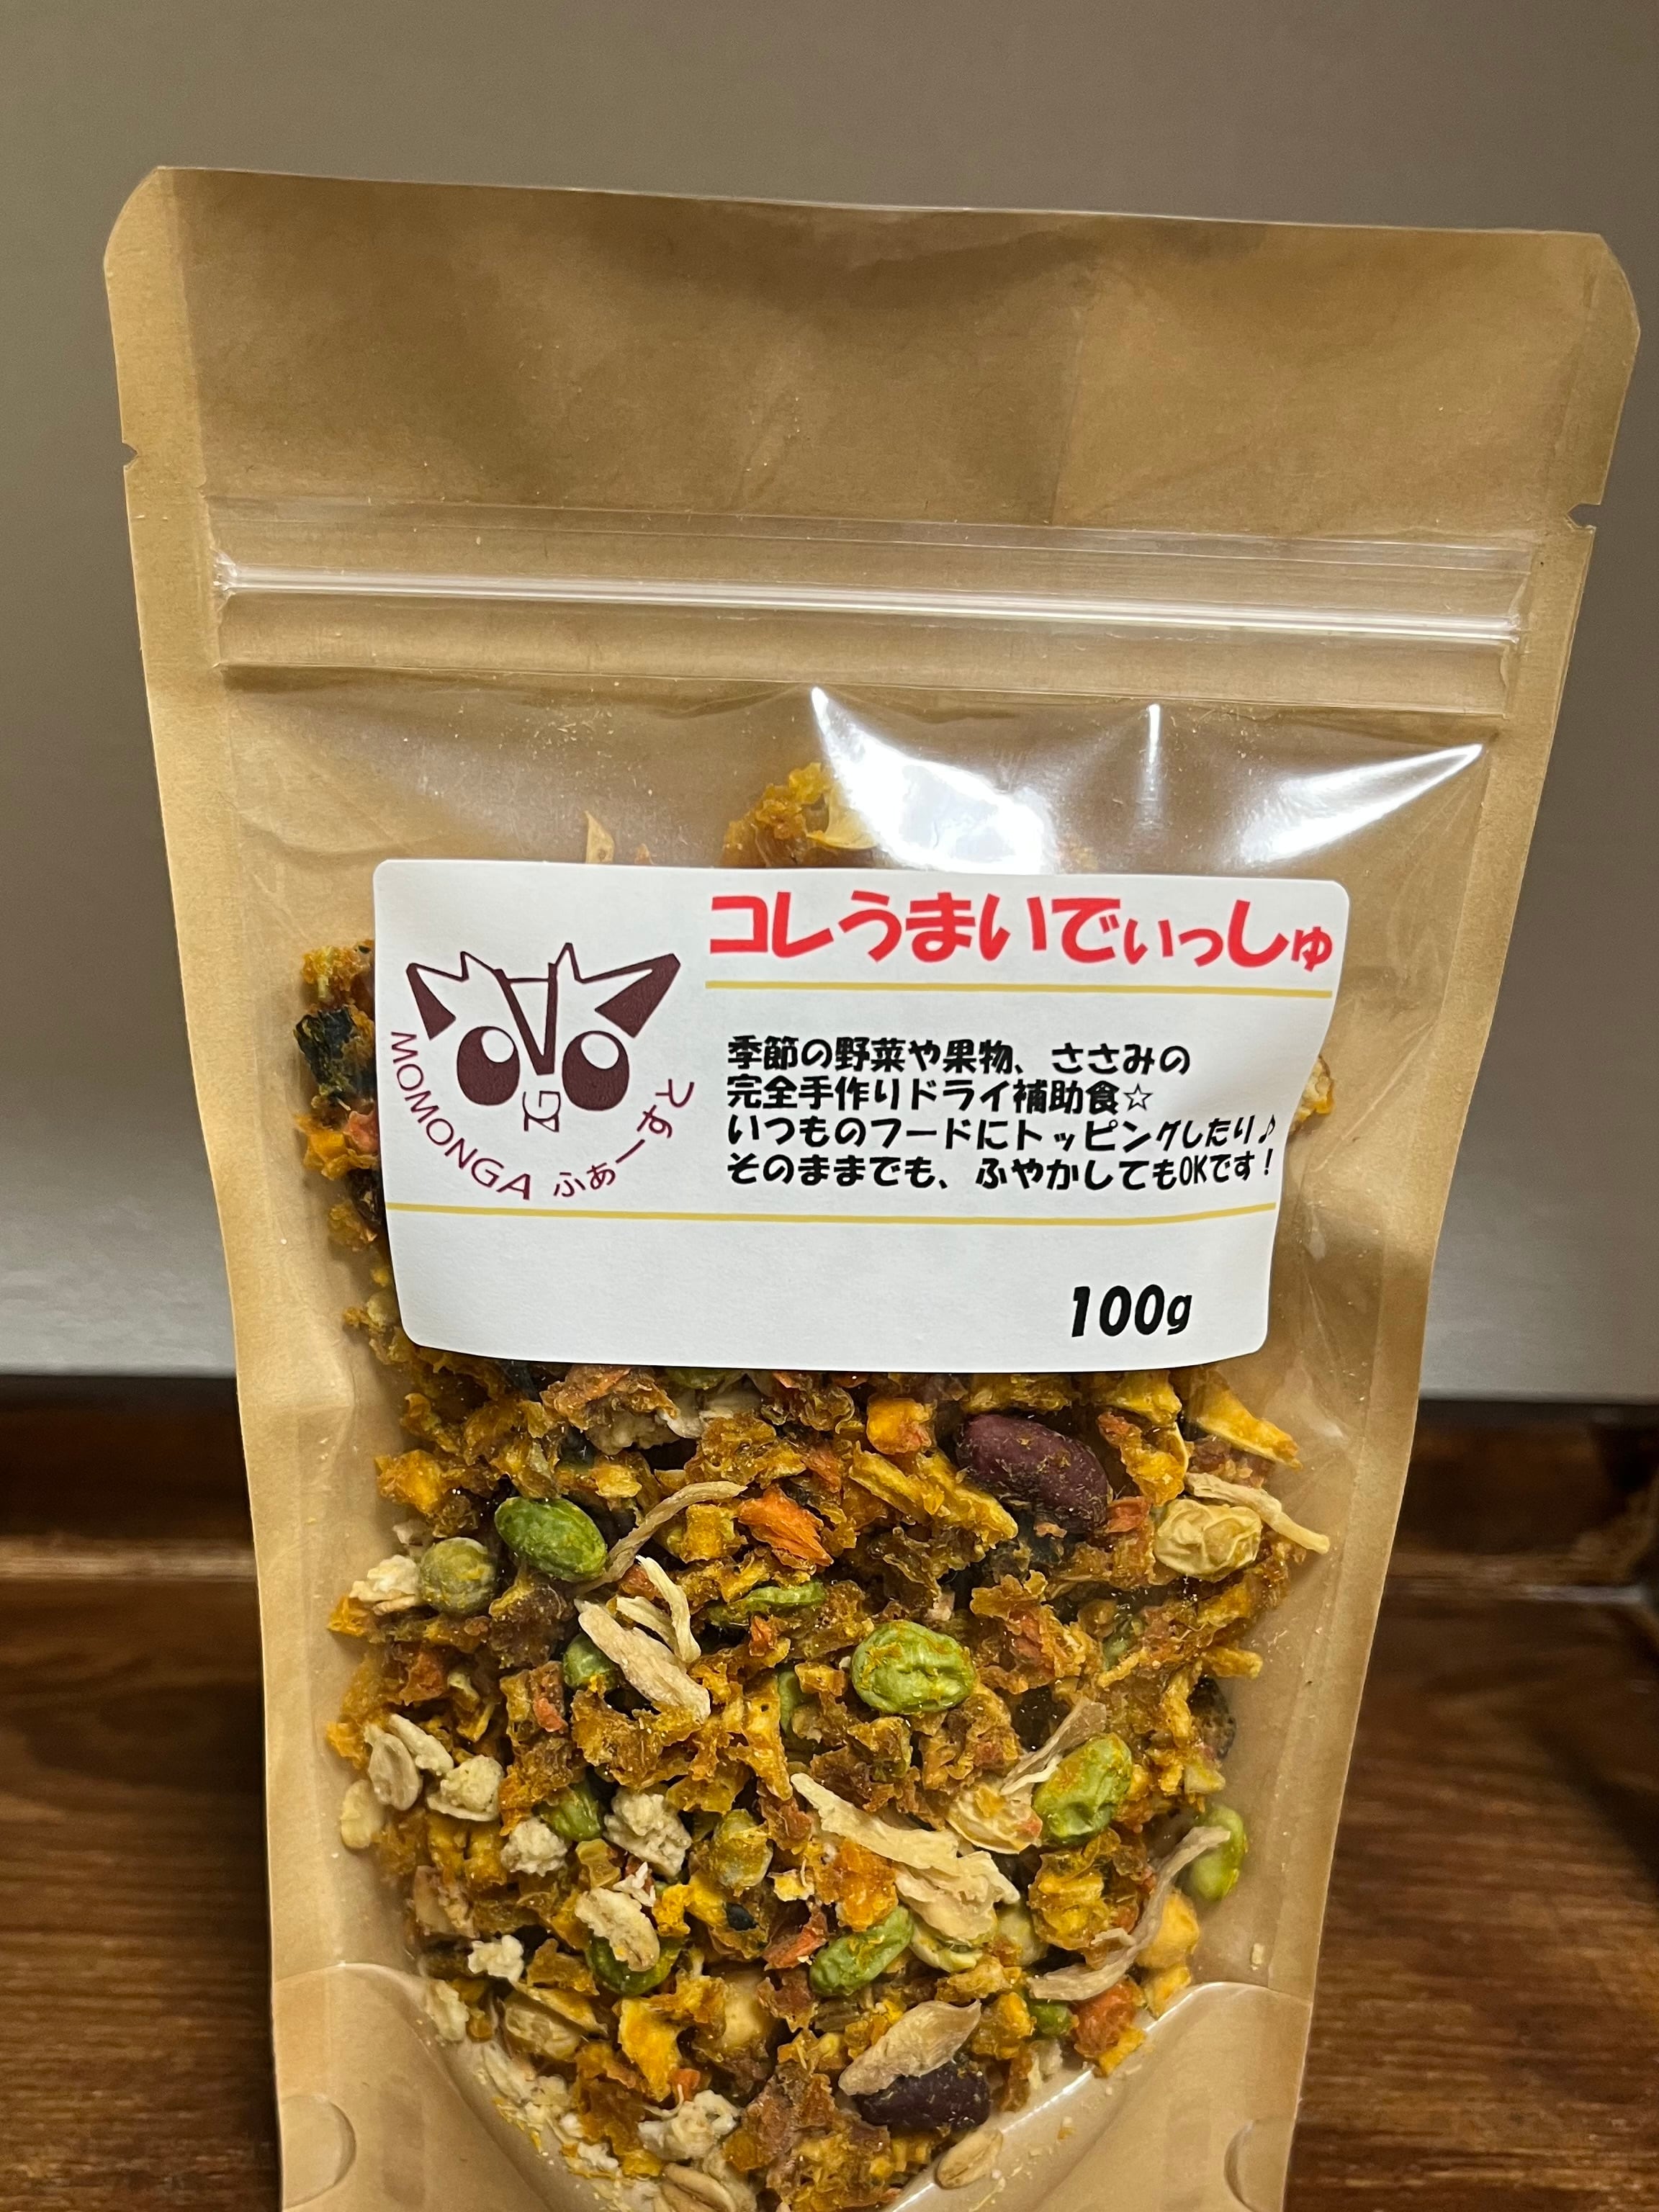 コレうまいでぃっしゅ
MOMONGA ふぁーすと
季節の野菜や果物、ささみの
完全手作りドライ補助食☆
いつものフードにトッピングしたり♪
そのままでも、ふやかしてもOKです！
100g